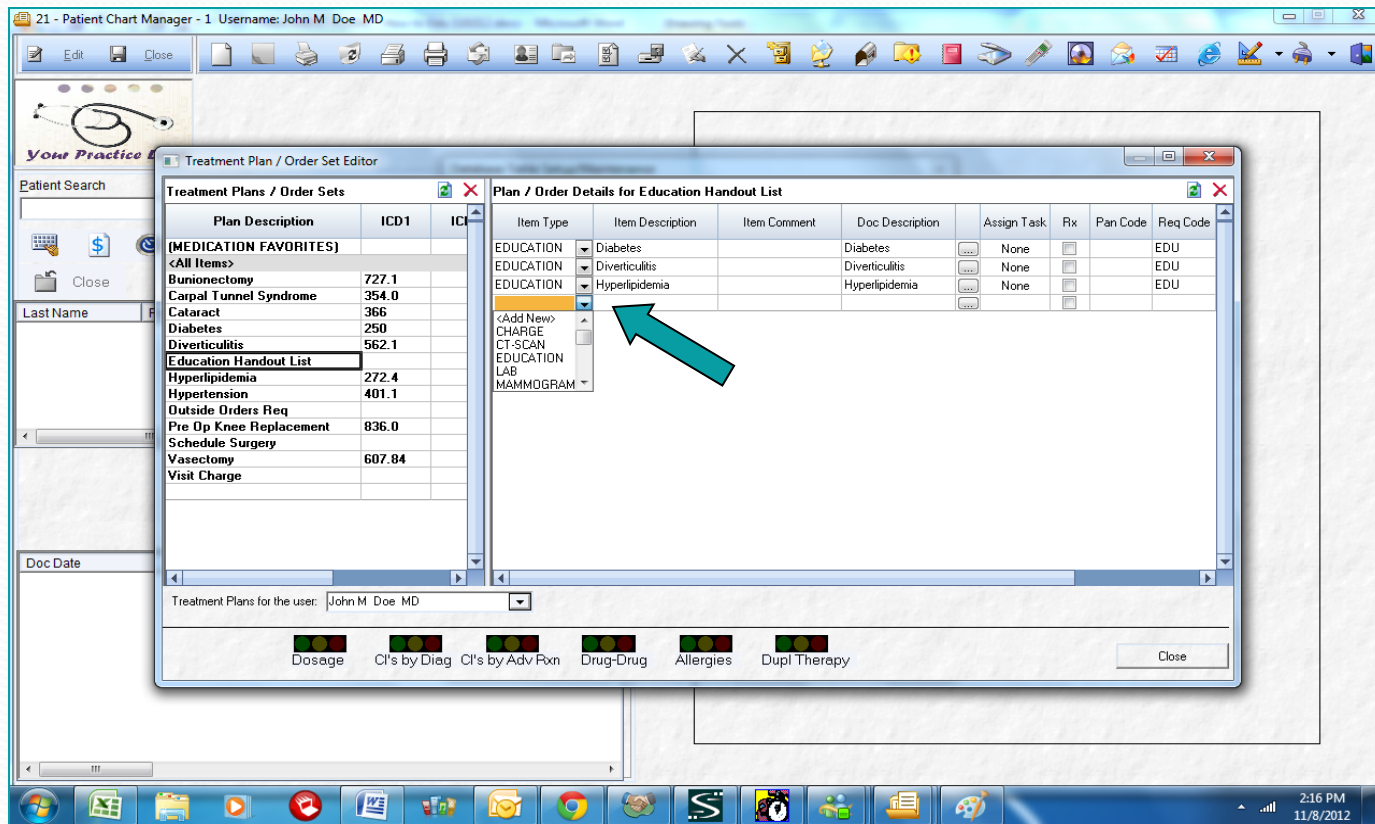 21 - Patient Chart Manager - 1 Username: John M Doe MD
Edit Close
Your Practice
Patient Search
Close
Last Name
Doc Date
Treatment Plan / Order Set Editor
Treatment Plans / Order Sets
Plan Description ICD1
(MEDICATION FAVORITES)
<All Items>
Bunionectomy 727.1
Carpal Tunnel Syndrome 354.0
Cataract 366
Diabetes 250
Diverticulitis 562.1
Education Handout List
Hyperlipidemia 272.4
Hypertension 401.1
Outside Orders Req
Pre Op Knee Replacement 836.0
Schedule Surgery
Vasectomy 607.84
Visit Charge
Plan / Order Details for Education Handout List
Item Type Item Description Item Comment Doc Description Assign Task Rx Pan Code Req Code
EDUCATION Diabetes Diabetes ... None EDU
EDUCATION Diverticulitis Diverticulitis ... None EDU
EDUCATION Hyperlipidemia Hyperlipidemia ... None EDU
...
<Add New>
CHARGE
CT-SCAN
EDUCATION
LAB
MAMMOGRAM
Treatment Plans for the user: John M Doe MD
Dosage CI's by Diag CI's by Adv Rxn Drug-Drug Allergies Dupl Therapy
Close
2:16 PM
11/8/2012